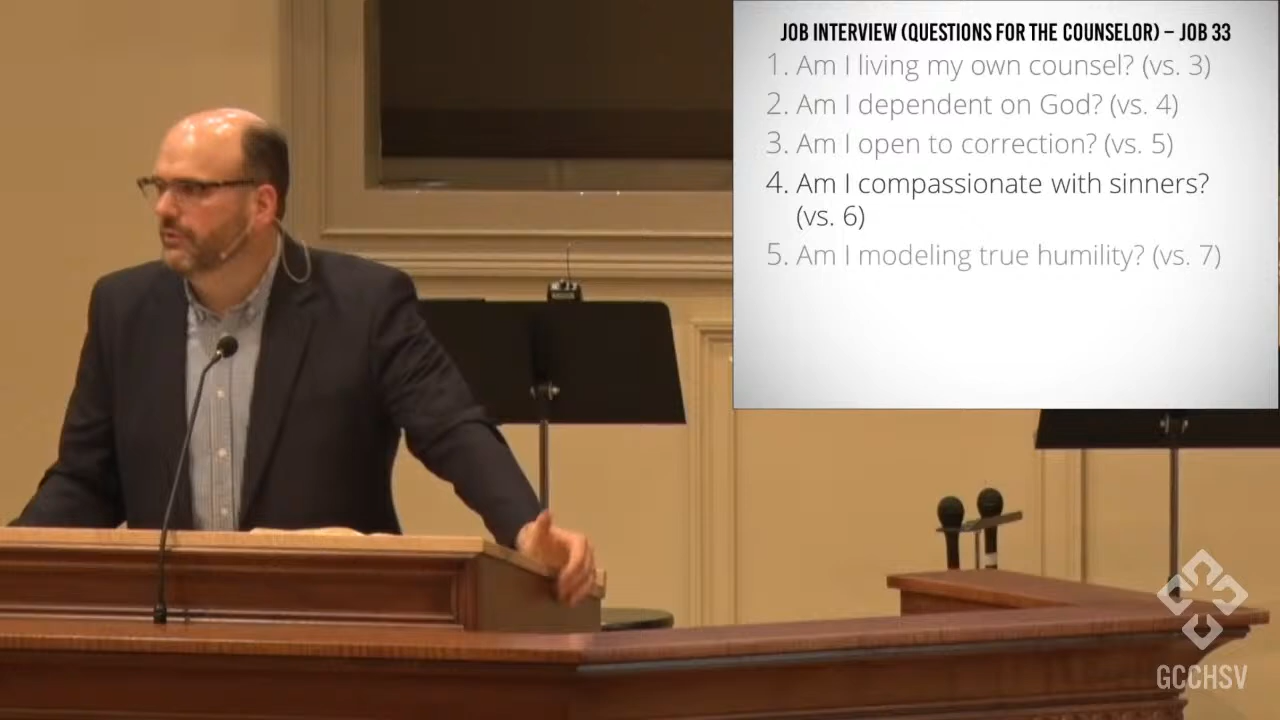 JOB INTERVIEW (QUESTIONS FOR THE COUNSELOR) – JOB 33
1. Am I living my own counsel? (vs. 3)
2. Am I dependent on God? (vs. 4)
3. Am I open to correction? (vs. 5)
4. Am I compassionate with sinners?
(vs. 6)
5. Am I modeling true humility? (vs. 7)
GCCHSV